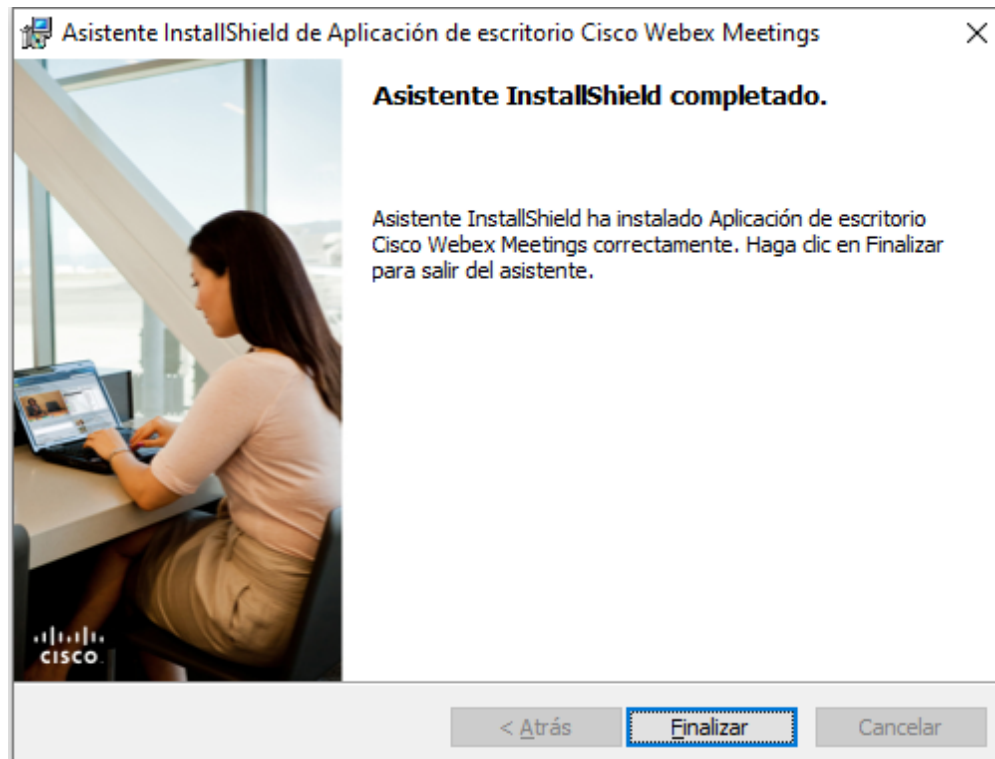 Asistente InstallShield de Aplicación de escritorio Cisco Webex Meetings
Asistente InstallShield completado.
Asistente InstallShield ha instalado Aplicación de escritorio
Cisco Webex Meetings correctamente. Haga clic en Finalizar
para salir del asistente.
CISCO
< Atrás
Finalizar
Cancelar